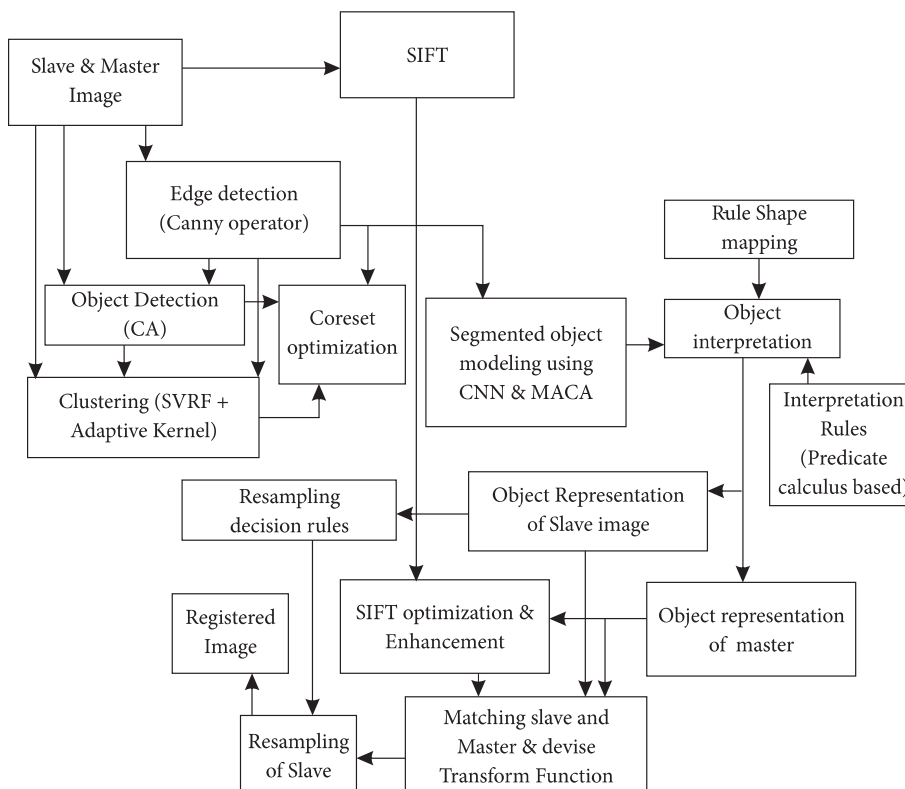 Slave & Master
Image
SIFT
Edge detection
(Canny operator)
Rule Shape
mapping
Object Detection
(CA)
Coreset
optimization
Segmented object
modeling using
CNN & MACA
Object
interpretation
Clustering (SVRF +
Adaptive Kernel)
Interpretation
Rules
(Predicate
calculus based)
Resampling
decision rules
Object Representation
of Slave image
Registered
Image
SIFT optimization &
Enhancement
Object representation
of master
Resampling
of Slave
Matching slave and
Master & devise
Transform Function